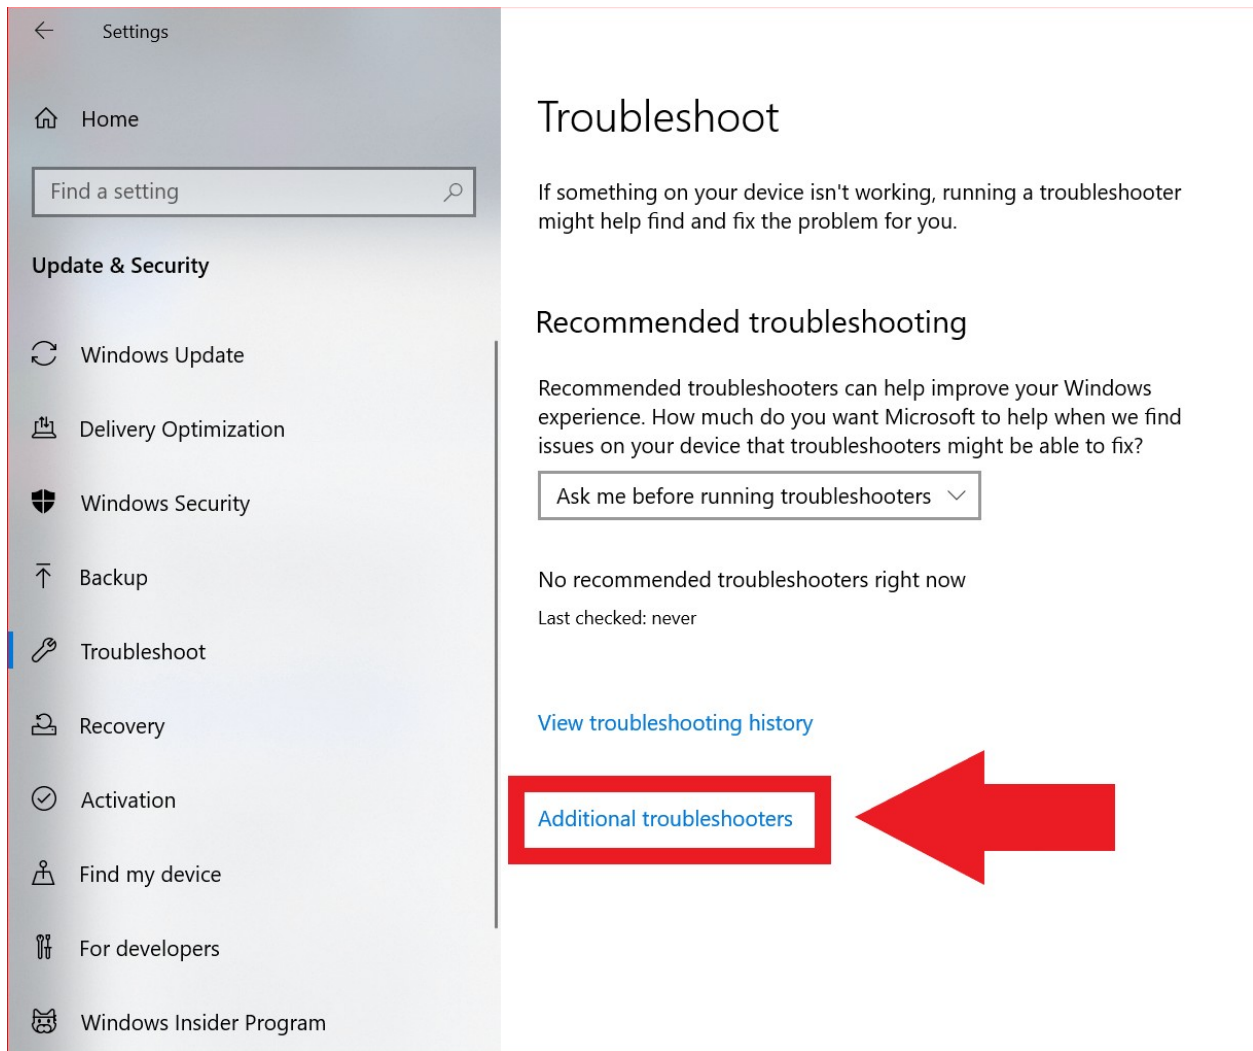 Settings
Home
Find a setting
Update & Security
Windows Update
Delivery Optimization
Windows Security
Backup
Troubleshoot
Recovery
Activation
Find my device
For developers
Windows Insider Program
Troubleshoot
If something on your device isn't working, running a troubleshooter
might help find and fix the problem for you.
Recommended troubleshooting
Recommended troubleshooters can help improve your Windows
experience. How much do you want Microsoft to help when we find
issues on your device that troubleshooters might be able to fix?
Ask me before running troubleshooters
No recommended troubleshooters right now
Last checked: never
View troubleshooting history
Additional troubleshooters